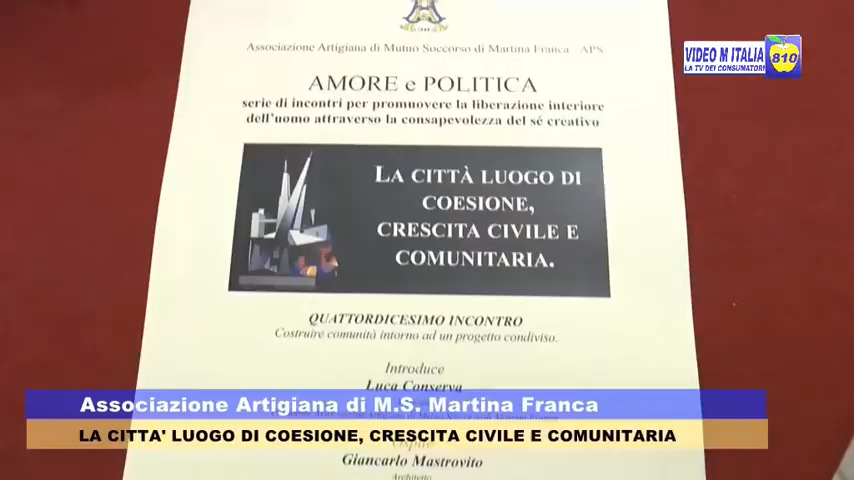 Associazione Artigiana di Mutuo Soccorso di Martina Franca - APS
VIDEO M ITALIA
LA TV DEI CONSUMATORI
810
AMORE e POLITICA
serie di incontri per promuovere la liberazione interiore
dell'uomo attraverso la consapevolezza del sé creativo
LA CITTÀ LUOGO DI
COESIONE,
CRESCITA CIVILE E
COMUNITARIA.
QUATTORDICESIMO INCONTRO
Costruire comunità intorno ad un progetto condiviso.
Introduce
Luca Conserva
Associazione Artigiana di M.S. Martina Franca
LA CITTA' LUOGO DI COESIONE, CRESCITA CIVILE E COMUNITARIA
Giancarlo Mastrovito
Architetto